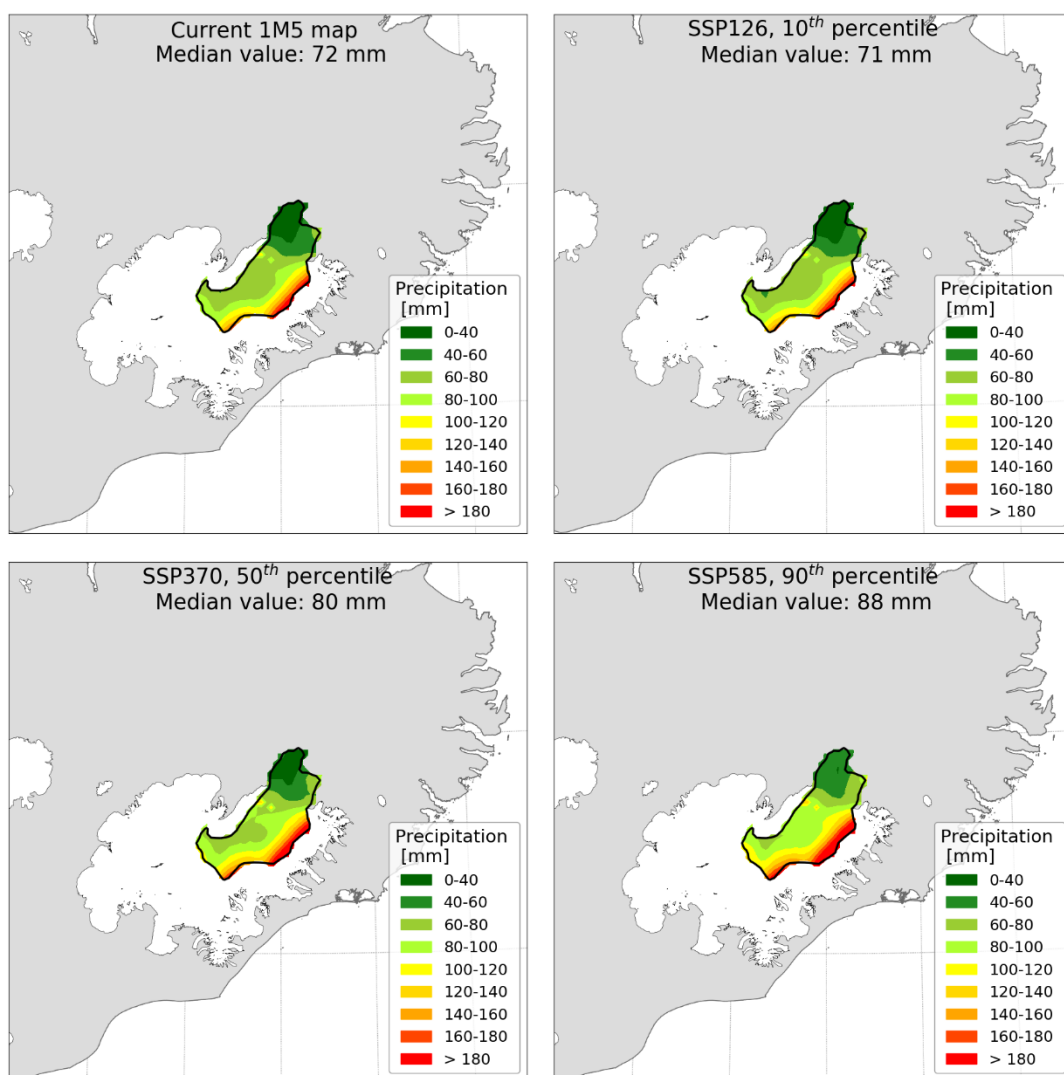 Current 1M5 map
Median value: 72 mm
Precipitation
[mm]
0-40
40-60
60-80
80-100
100-120
120-140
140-160
160-180
> 180
SSP126, 10th percentile
Median value: 71 mm
Precipitation
[mm]
0-40
40-60
60-80
80-100
100-120
120-140
140-160
160-180
> 180
SSP370, 50th percentile
Median value: 80 mm
Precipitation
[mm]
0-40
40-60
60-80
80-100
100-120
120-140
140-160
160-180
> 180
SSP585, 90th percentile
Median value: 88 mm
Precipitation
[mm]
0-40
40-60
60-80
80-100
100-120
120-140
140-160
160-180
> 180